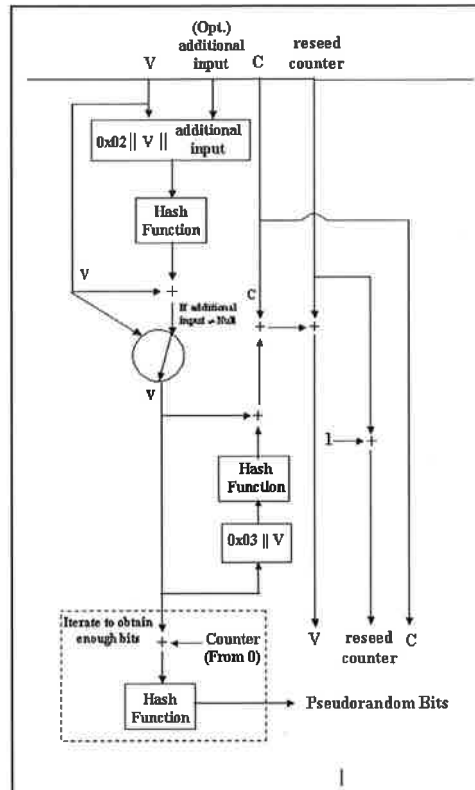 (Opt.)
additional
input
V
C
reseed
counter
0x02 || V ||
additional
input
Hash
Function
V
+
If additional
input ≠ Null
C
+
+
V
+
1
+
Hash
Function
0x03 || V
Iterate to obtain
enough bits
+
Counter
(From 0)
V
reseed
counter
C
Hash
Function
Pseudorandom Bits